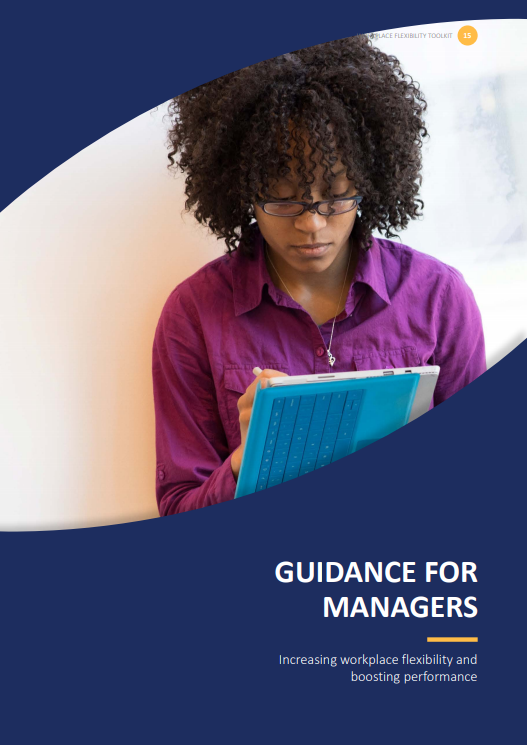 PLACE FLEXIBILITY TOOLKIT 15
GUIDANCE FOR
MANAGERS
Increasing workplace flexibility and
boosting performance